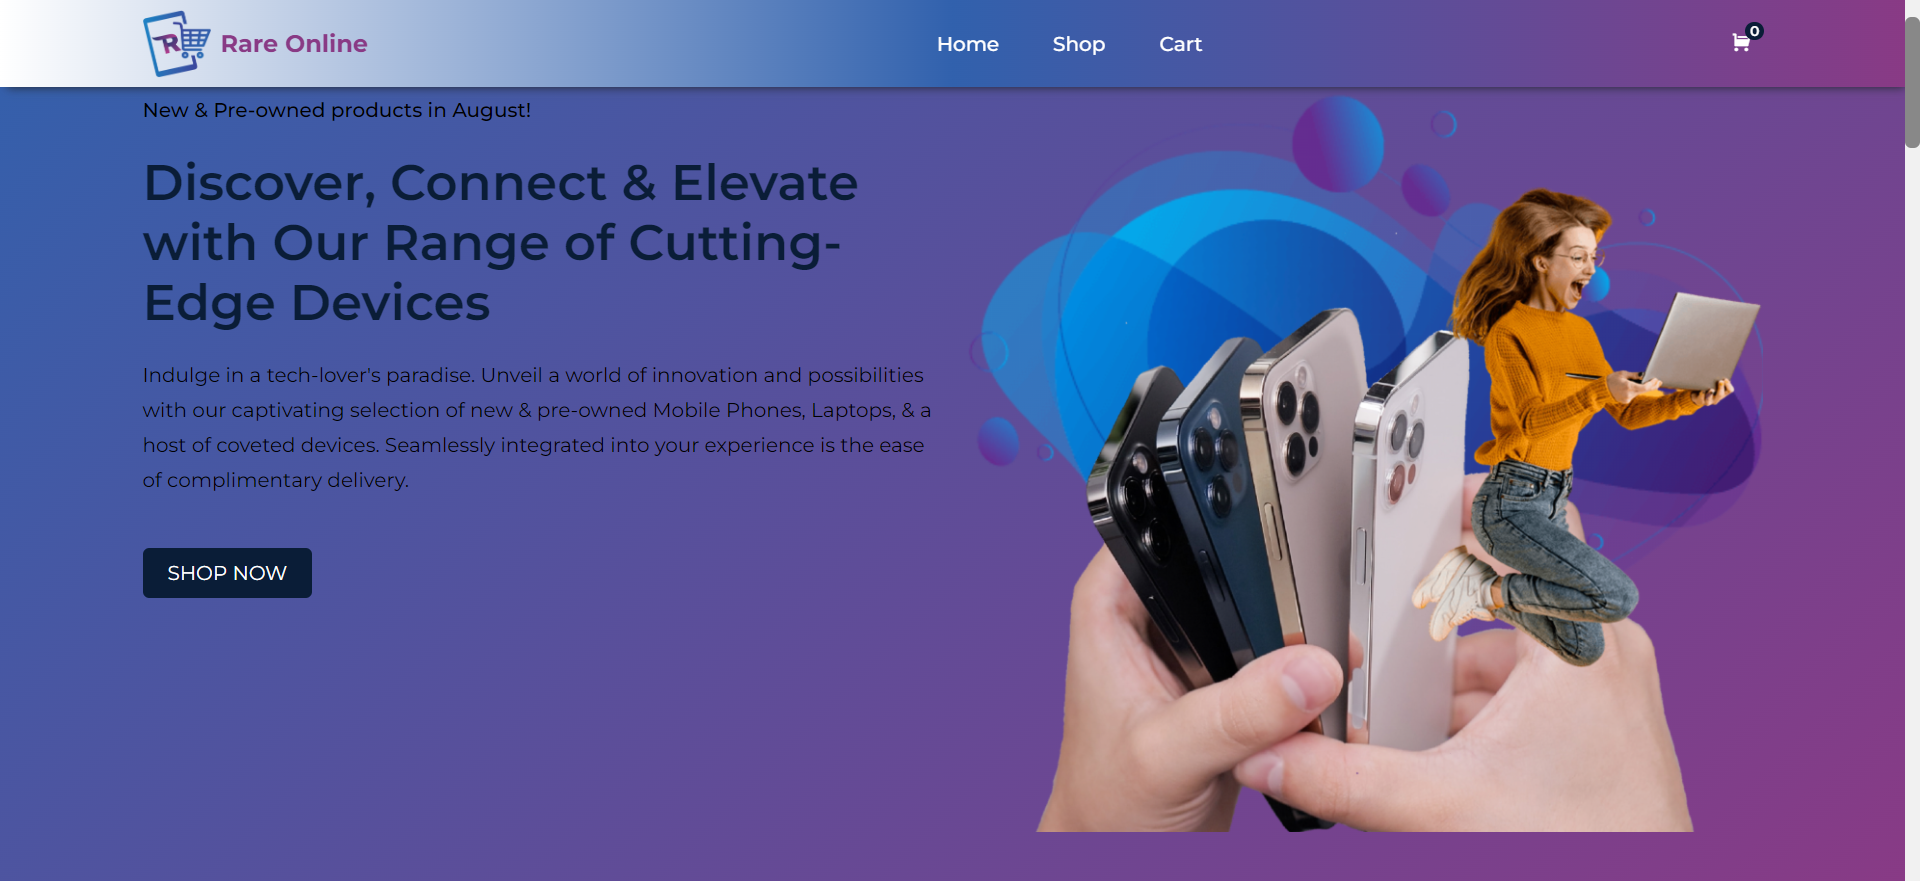 Rare Online
Home Shop Cart
0
New & Pre-owned products in August!
Discover, Connect & Elevate
with Our Range of Cutting-
Edge Devices
Indulge in a tech-lover's paradise. Unveil a world of innovation and possibilities
with our captivating selection of new & pre-owned Mobile Phones, Laptops, & a
host of coveted devices. Seamlessly integrated into your experience is the ease
of complimentary delivery.
SHOP NOW